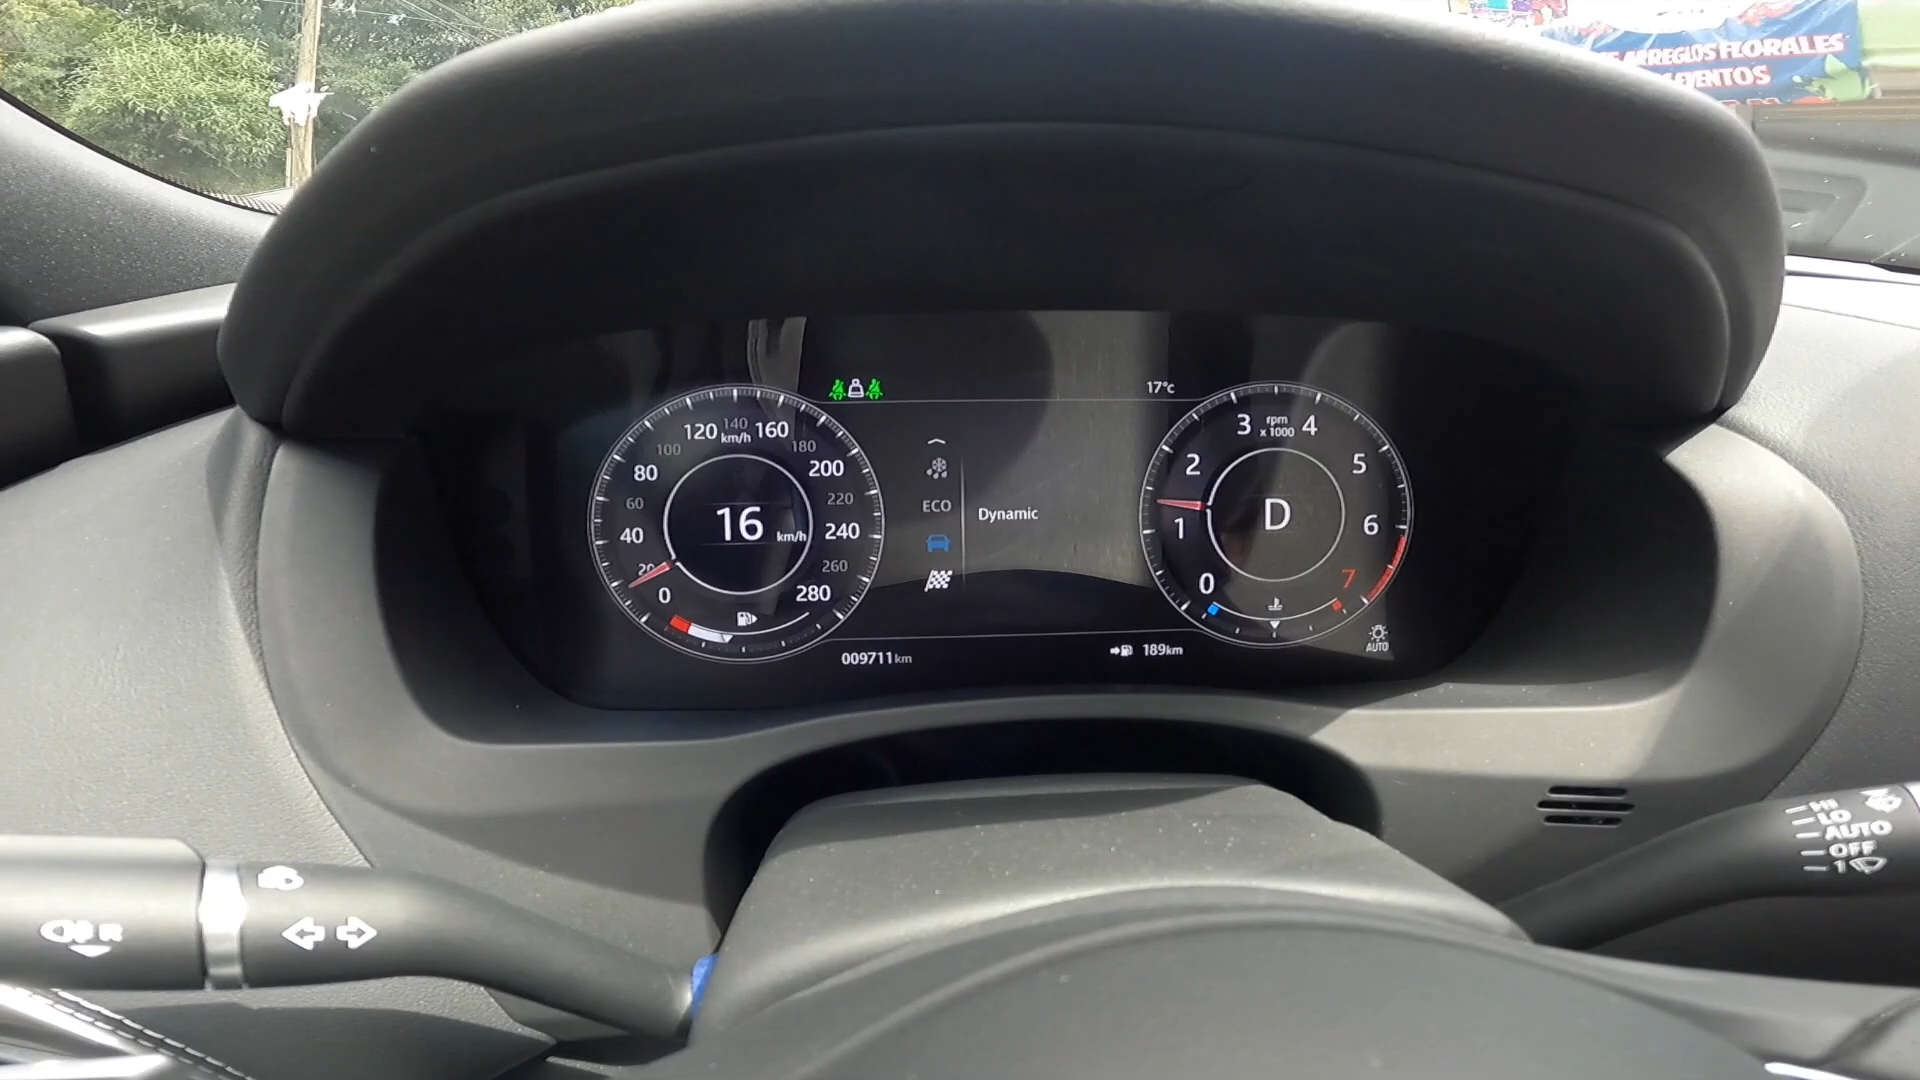 ARREGLOS FLORALES
EVENTOS
17°c
140
120 km/h 160
100
180
80
200
60
220
40
240
20
260
0
280
16 km/h
ECO
Dynamic
3 rpm x 1000 4
2
5
1
6
0
7
D
AUTO
009711km
189km
HI
LO
AUTO
OFF
1
R